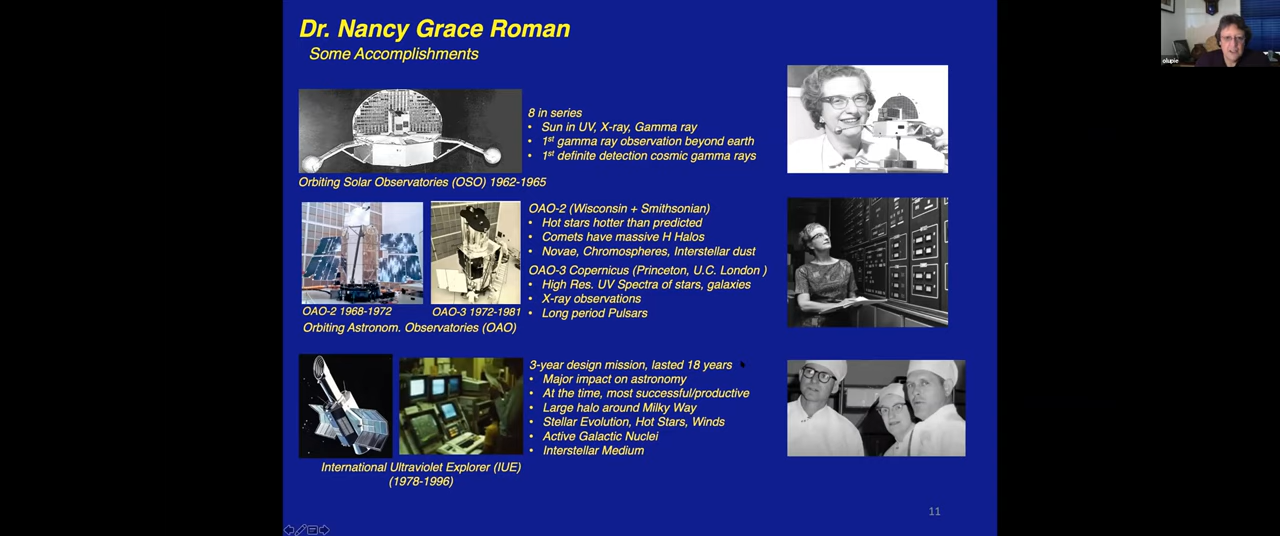 Dr. Nancy Grace Roman
Some Accomplishments
8 in series
• Sun in UV, X-ray, Gamma ray
• 1st gamma ray observation beyond earth
• 1st definite detection cosmic gamma rays
Orbiting Solar Observatories (OSO) 1962-1965
OAO-2 (Wisconsin + Smithsonian)
• Hot stars hotter than predicted
• Comets have massive H Halos
• Novae, Chromospheres, Interstellar dust
OAO-3 Copernicus (Princeton, U.C. London )
• High Res. UV Spectra of stars, galaxies
• X-ray observations
• Long period Pulsars
OAO-2 1968-1972
OAO-3 1972-1981
Orbiting Astronom. Observatories (OAO)
3-year design mission, lasted 18 years
• Major impact on astronomy
• At the time, most successful/productive
• Large halo around Milky Way
• Stellar Evolution, Hot Stars, Winds
• Active Galactic Nuclei
• Interstellar Medium
International Ultraviolet Explorer (IUE)
(1978-1996)
11
olupie